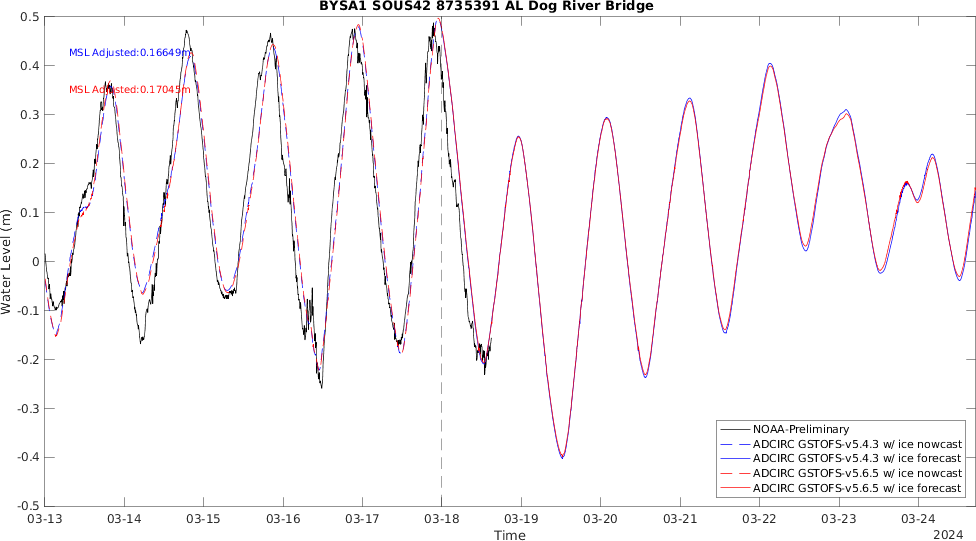 BYSA1 SOUS42 8735391 AL Dog River Bridge
0.5
MSL Adjusted:0.16649m
0.4
MSL Adjusted:0.17045m
0.3
0.2
0.1
Water Level (m)
0
-0.1
-0.2
-0.3
-0.4
-0.5
NOAA-Preliminary
ADCIRC GSTOFS-v5.4.3 w/ ice nowcast
ADCIRC GSTOFS-v5.4.3 w/ ice forecast
ADCIRC GSTOFS-v5.6.5 w/ ice nowcast
ADCIRC GSTOFS-v5.6.5 w/ ice forecast
03-13 03-14 03-15 03-16 03-17 03-18 03-19 03-20 03-21 03-22 03-23 03-24
Time
2024